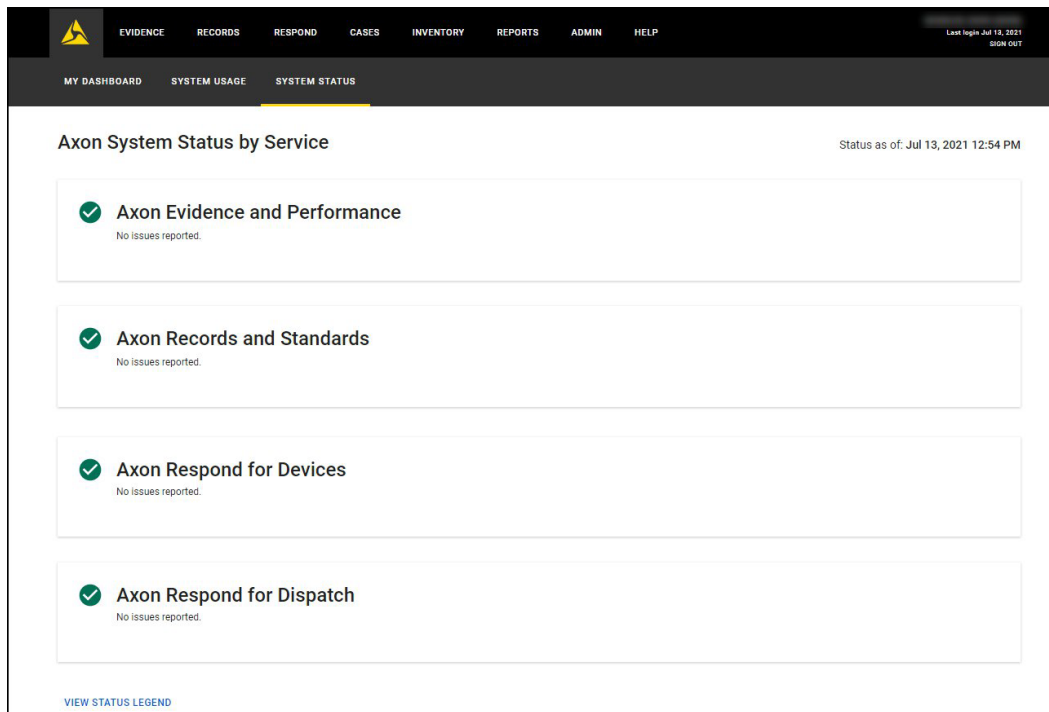 EVIDENCE RECORDS RESPOND CASES INVENTORY REPORTS ADMIN HELP
Last login Jul 13, 2021
SIGN OUT
MY DASHBOARD SYSTEM USAGE SYSTEM STATUS
Axon System Status by Service
Status as of: Jul 13, 2021 12:54 PM
Axon Evidence and Performance
No issues reported.
Axon Records and Standards
No issues reported.
Axon Respond for Devices
No issues reported.
Axon Respond for Dispatch
No issues reported.
VIEW STATUS LEGEND